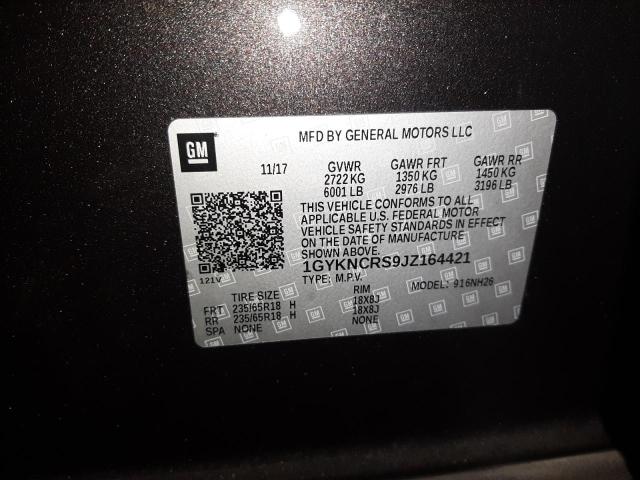 GM
MFD BY GENERAL MOTORS LLC
11/17 GVWR GAWR FRT GAWR RR
2722 KG 1350 KG 1450 KG
6001 LB 2976 LB 3196 LB
THIS VEHICLE CONFORMS TO ALL
APPLICABLE U.S. FEDERAL MOTOR
VEHICLE SAFETY STANDARDS IN EFFECT
ON THE DATE OF MANUFACTURE
SHOWN ABOVE.
121V
1GYKNCRS9JZ164421
TYPE: M.P.V. MODEL: 916NH26
TIRE SIZE RIM
FRT 235/65R18 H 18X8J
RR 235/65R18 H 18X8J
SPA NONE NONE